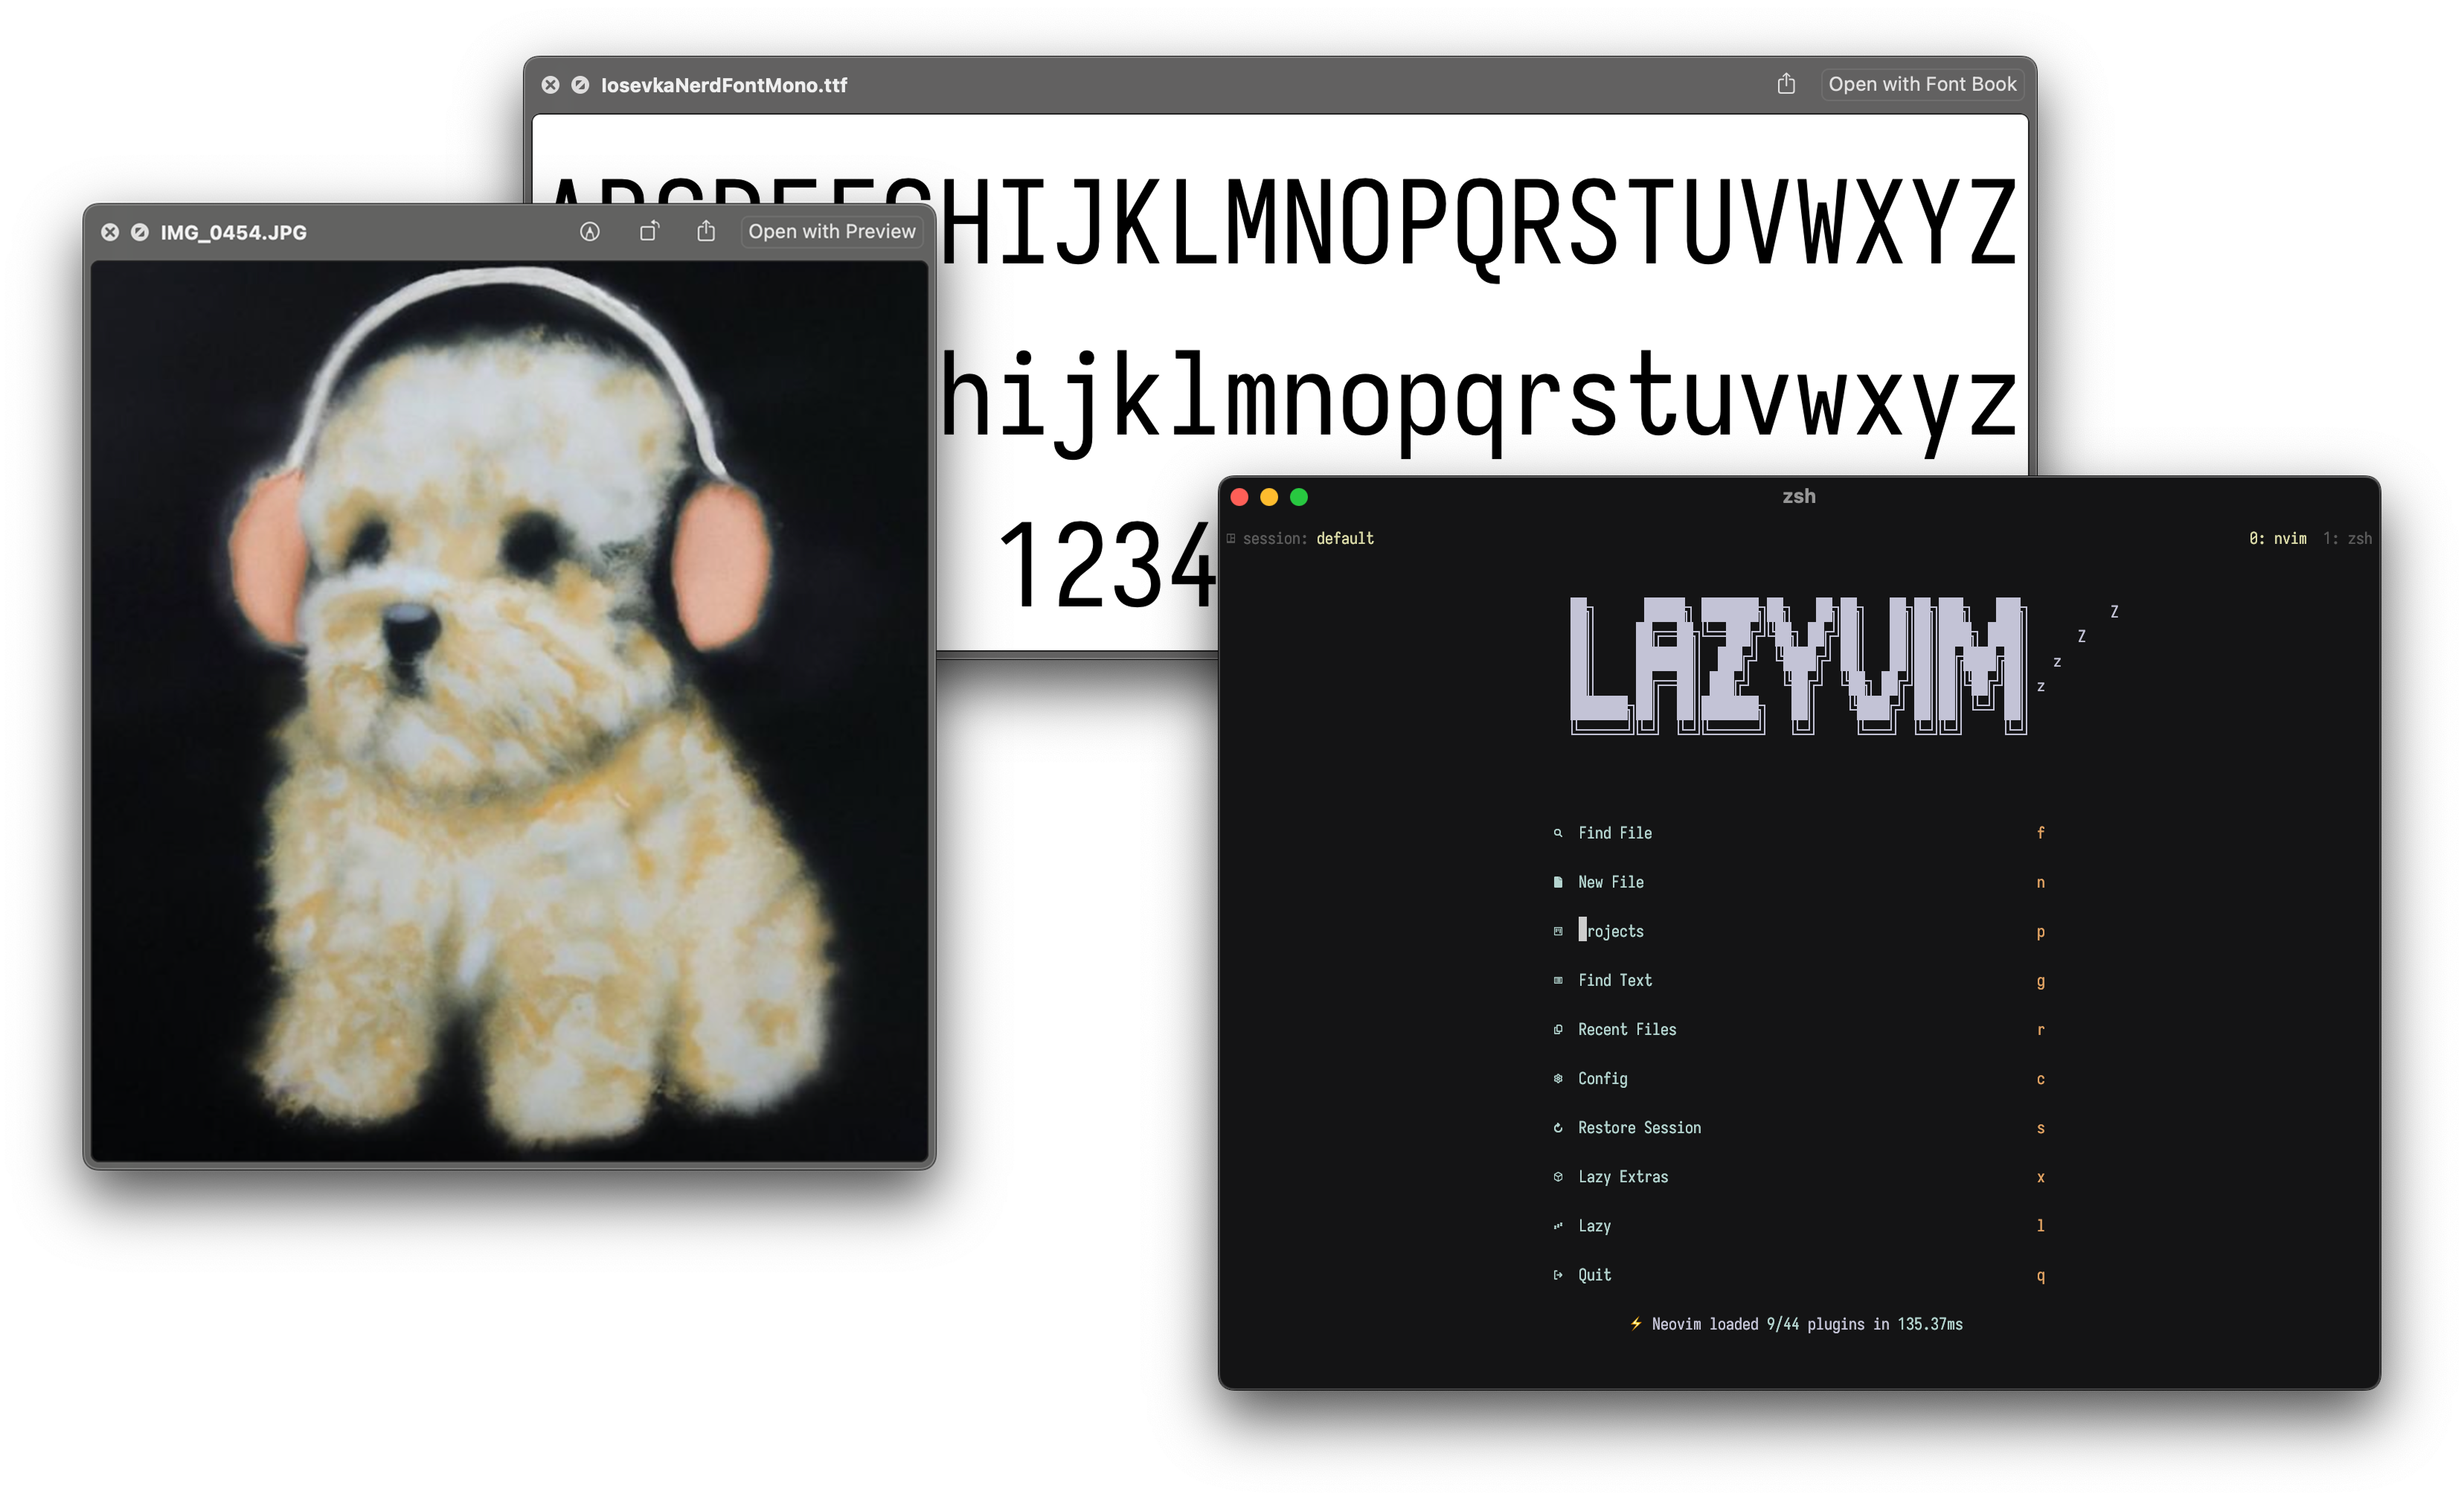 IosevkaNerdFontMono.ttf
Open with Font Book
ABCDEFGHIJKLMNOPQRSTUVWXYZ
hijklmnopqrstuvwxyz
1234
IMG_0454.JPG
Open with Preview
zsh
session: default
0: nvim 1: zsh
LAZYVIM
Z
Z
z
z
Find File f
New File n
rojects p
Find Text g
Recent Files r
Config c
Restore Session s
Lazy Extras x
Lazy l
Quit q
⚡ Neovim loaded 9/44 plugins in 135.37ms